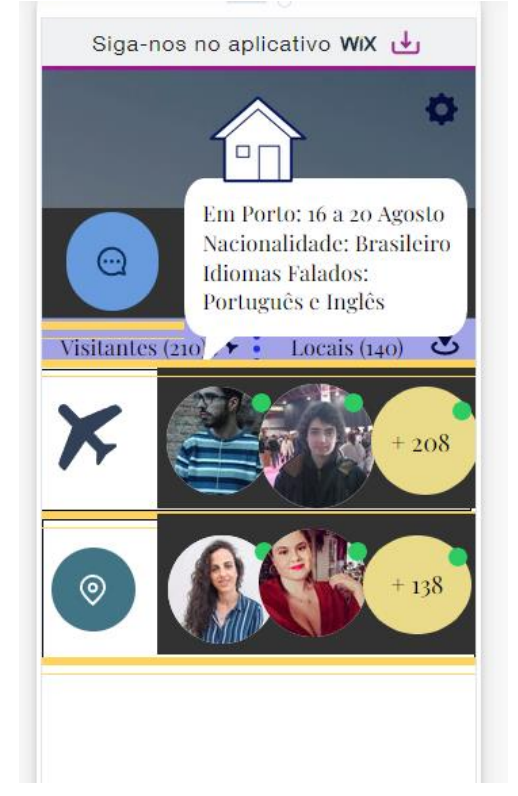 Siga-nos no aplicativo WiX
Em Porto: 16 a 20 Agosto
Nacionalidade: Brasileiro
Idiomas Falados:
Português e Inglês
Visitantes (210)
Locais (140)
+ 208
+ 138